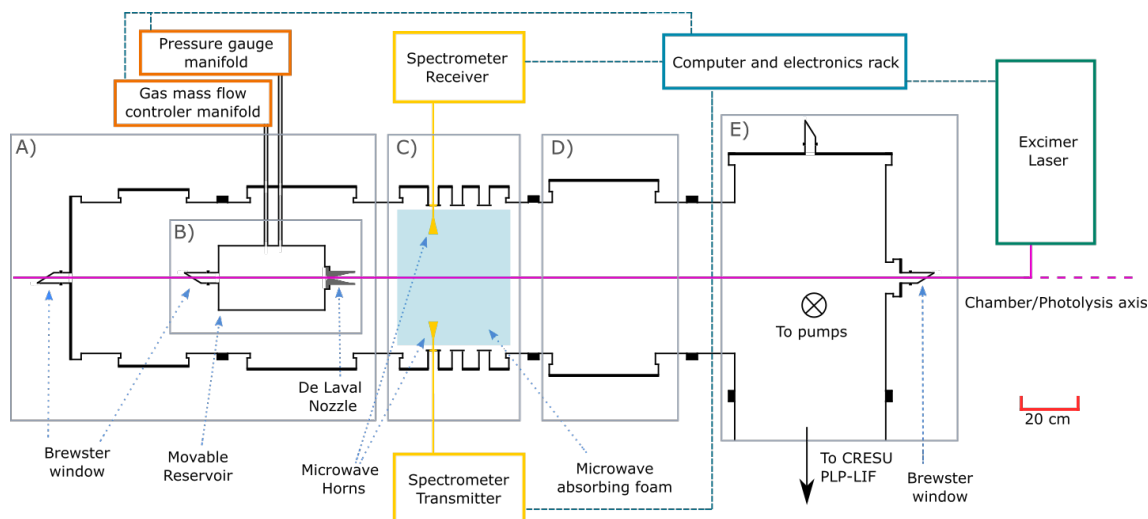 Pressure gauge
manifold
Gas mass flow
controler manifold
Spectrometer
Receiver
Computer and electronics rack
Excimer
Laser
A)
B)
C)
D)
E)
Chamber/Photolysis axis
To pumps
De Laval
Nozzle
20 cm
Brewster
window
Movable
Reservoir
Microwave
Horns
Spectrometer
Transmitter
Microwave
absorbing foam
To CRESU
PLP-LIF
Brewster
window